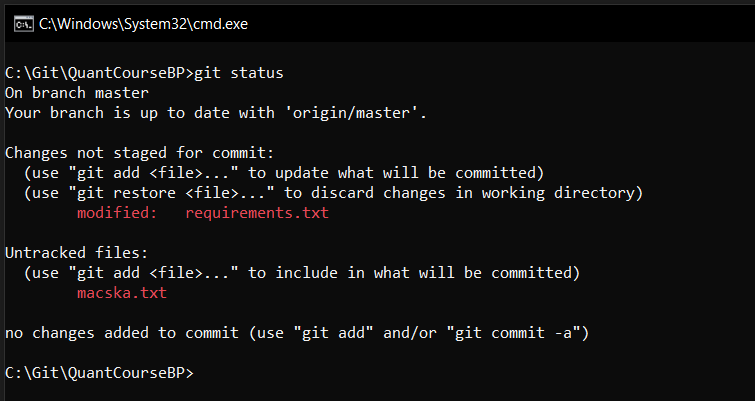 C:\Windows\System32\cmd.exe
C:\Git\QuantCourseBP>git status
On branch master
Your branch is up to date with 'origin/master'.
Changes not staged for commit:
  (use "git add <file>..." to update what will be committed)
  (use "git restore <file>..." to discard changes in working directory)
        modified:   requirements.txt
Untracked files:
  (use "git add <file>..." to include in what will be committed)
        macska.txt
no changes added to commit (use "git add" and/or "git commit -a")
C:\Git\QuantCourseBP>